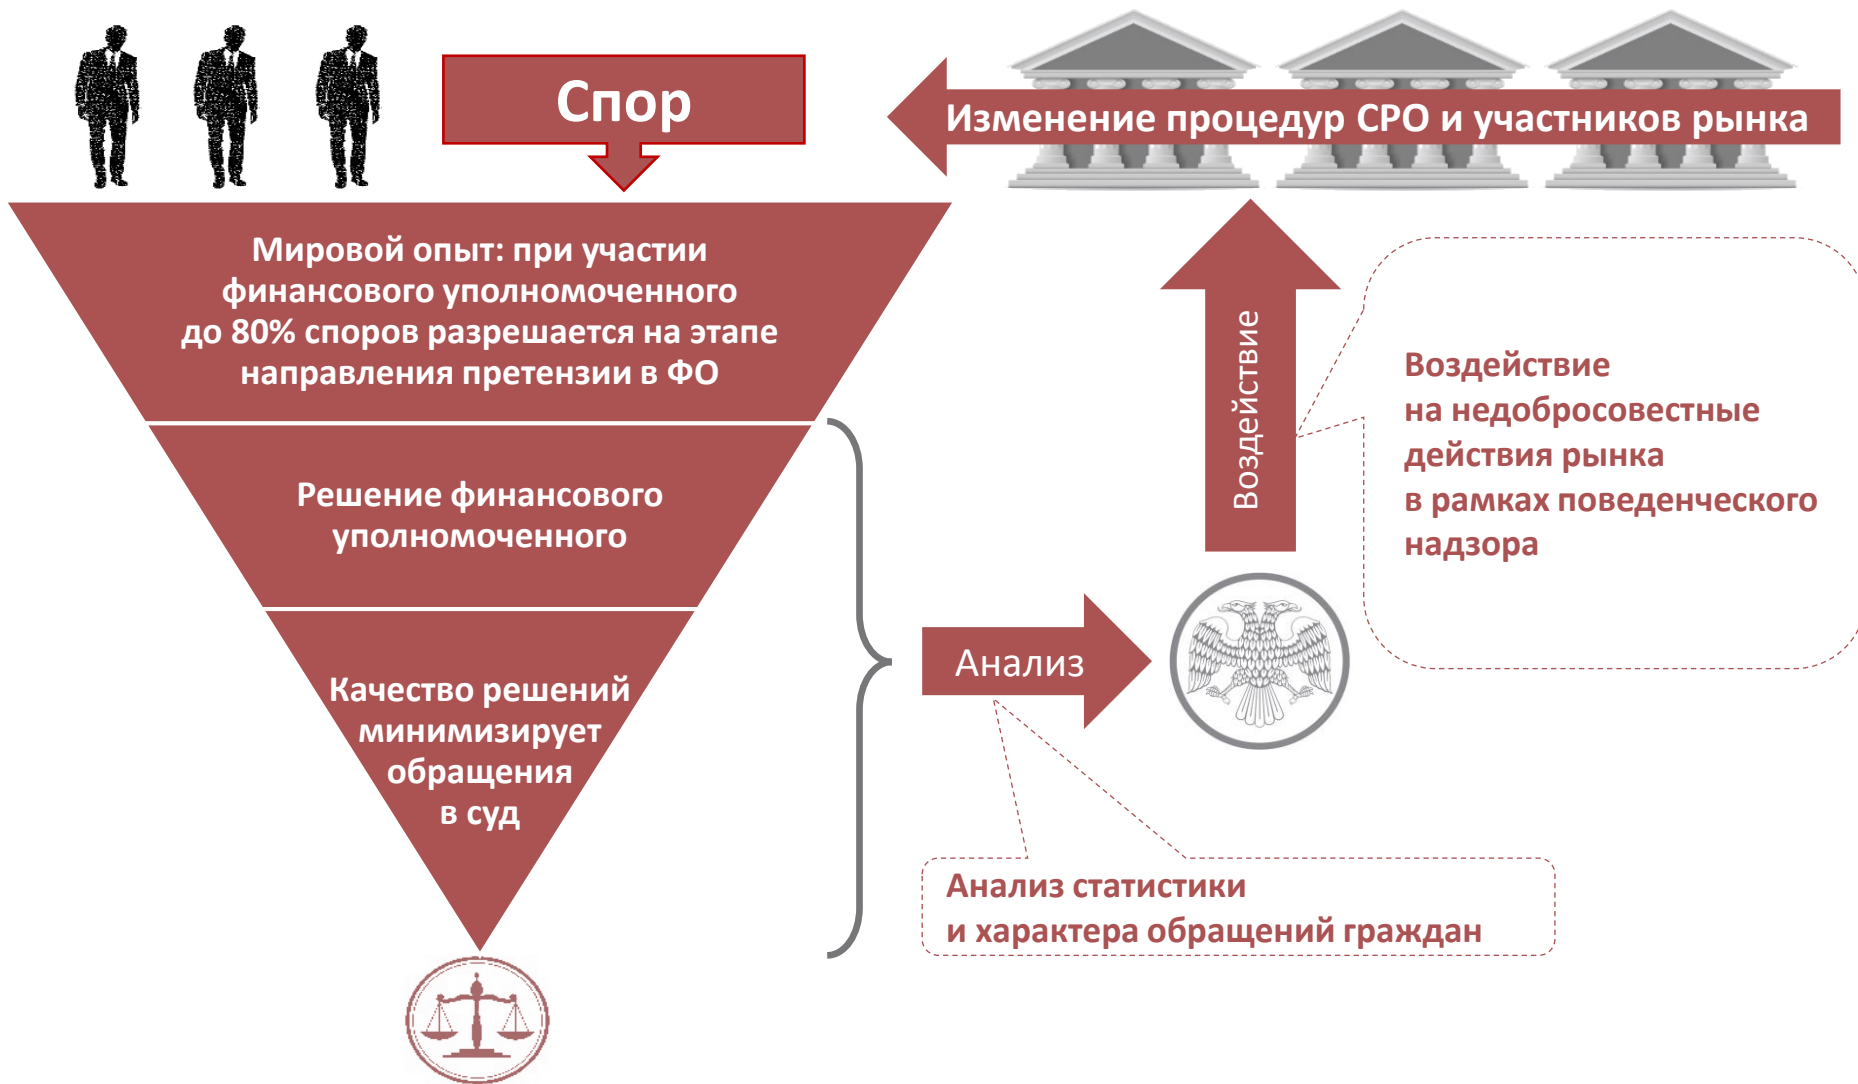 Спор
Изменение процедур СРО и участников рынка
Мировой опыт: при участии
финансового уполномоченного
до 80% споров разрешается на этапе
направления претензии в ФО
Решение финансового
уполномоченного
Качество решений
минимизирует
обращения
в суд
Анализ
Анализ статистики
и характера обращений граждан
Воздействие
Воздействие
на недобросовестные
действия рынка
в рамках поведенческого
надзора